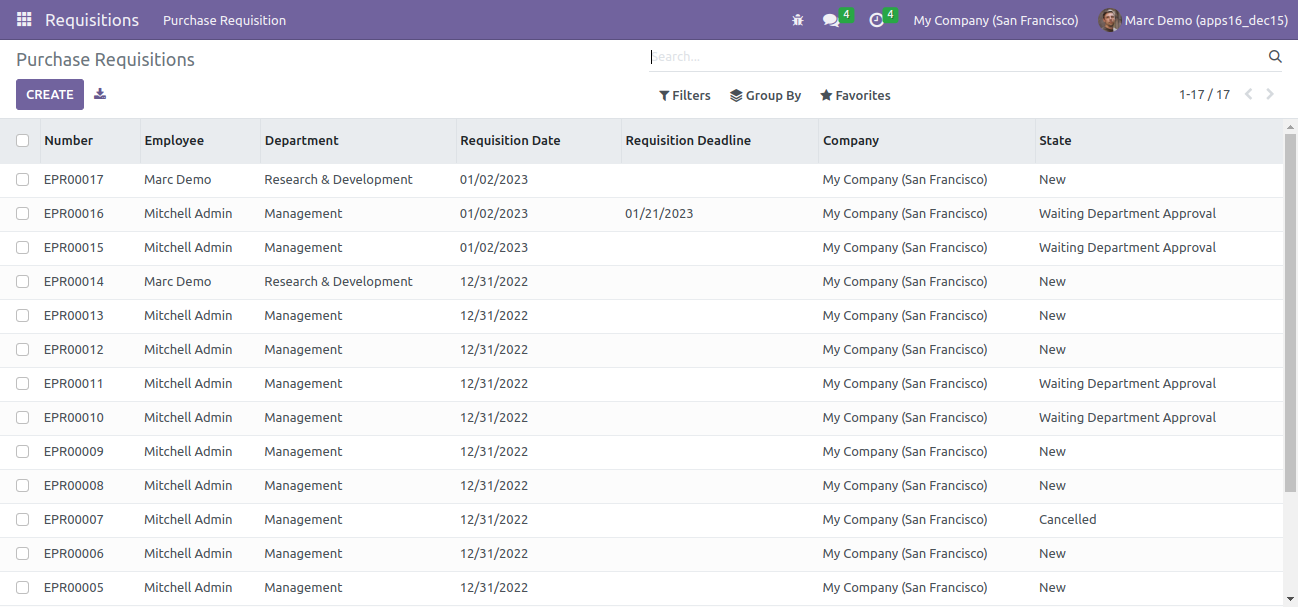 Requisitions Purchase Requisition 4 4 My Company (San Francisco) Marc Demo (apps16_dec15)
Purchase Requisitions Search...
CREATE Filters Group By Favorites 1-17 / 17
Number Employee Department Requisition Date Requisition Deadline Company State
EPR00017 Marc Demo Research & Development 01/02/2023 My Company (San Francisco) New
EPR00016 Mitchell Admin Management 01/02/2023 01/21/2023 My Company (San Francisco) Waiting Department Approval
EPR00015 Mitchell Admin Management 01/02/2023 My Company (San Francisco) Waiting Department Approval
EPR00014 Marc Demo Research & Development 12/31/2022 My Company (San Francisco) New
EPR00013 Mitchell Admin Management 12/31/2022 My Company (San Francisco) New
EPR00012 Mitchell Admin Management 12/31/2022 My Company (San Francisco) New
EPR00011 Mitchell Admin Management 12/31/2022 My Company (San Francisco) Waiting Department Approval
EPR00010 Mitchell Admin Management 12/31/2022 My Company (San Francisco) Waiting Department Approval
EPR00009 Mitchell Admin Management 12/31/2022 My Company (San Francisco) New
EPR00008 Mitchell Admin Management 12/31/2022 My Company (San Francisco) New
EPR00007 Mitchell Admin Management 12/31/2022 My Company (San Francisco) Cancelled
EPR00006 Mitchell Admin Management 12/31/2022 My Company (San Francisco) New
EPR00005 Mitchell Admin Management 12/31/2022 My Company (San Francisco) New